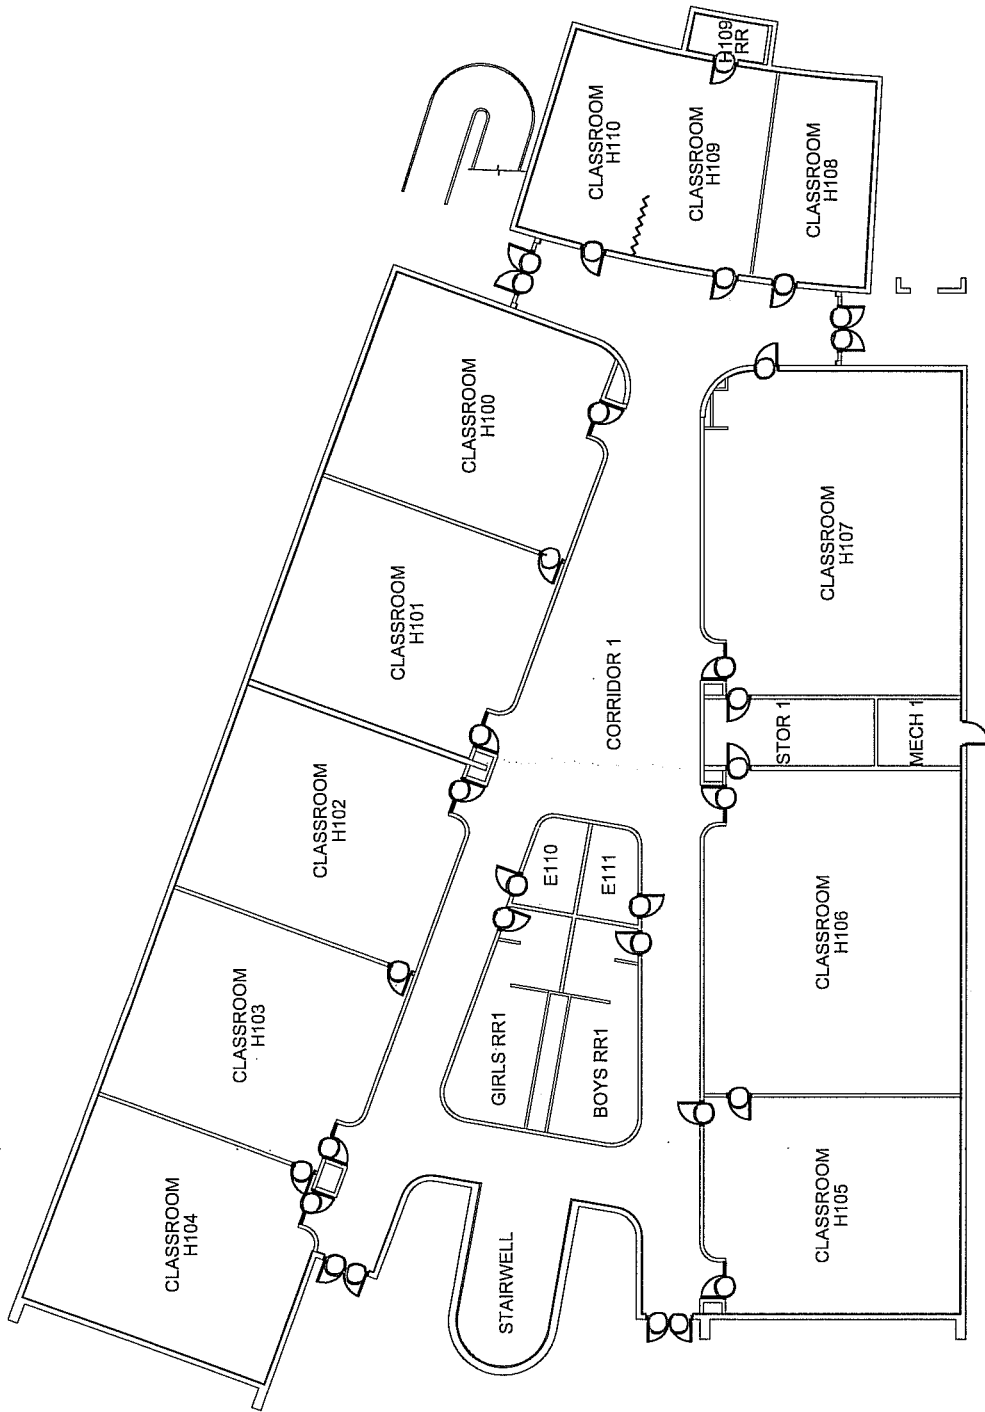 H109
RR
CLASSROOM
H110
CLASSROOM
H109
CLASSROOM
H108
CLASSROOM
H100
CLASSROOM
H101
CLASSROOM
H102
CLASSROOM
H103
CLASSROOM
H104
CORRIDOR 1
CLASSROOM
H107
STOR 1
MECH 1
E110
E111
GIRLS RR1
BOYS RR1
CLASSROOM
H106
CLASSROOM
H105
STAIRWELL